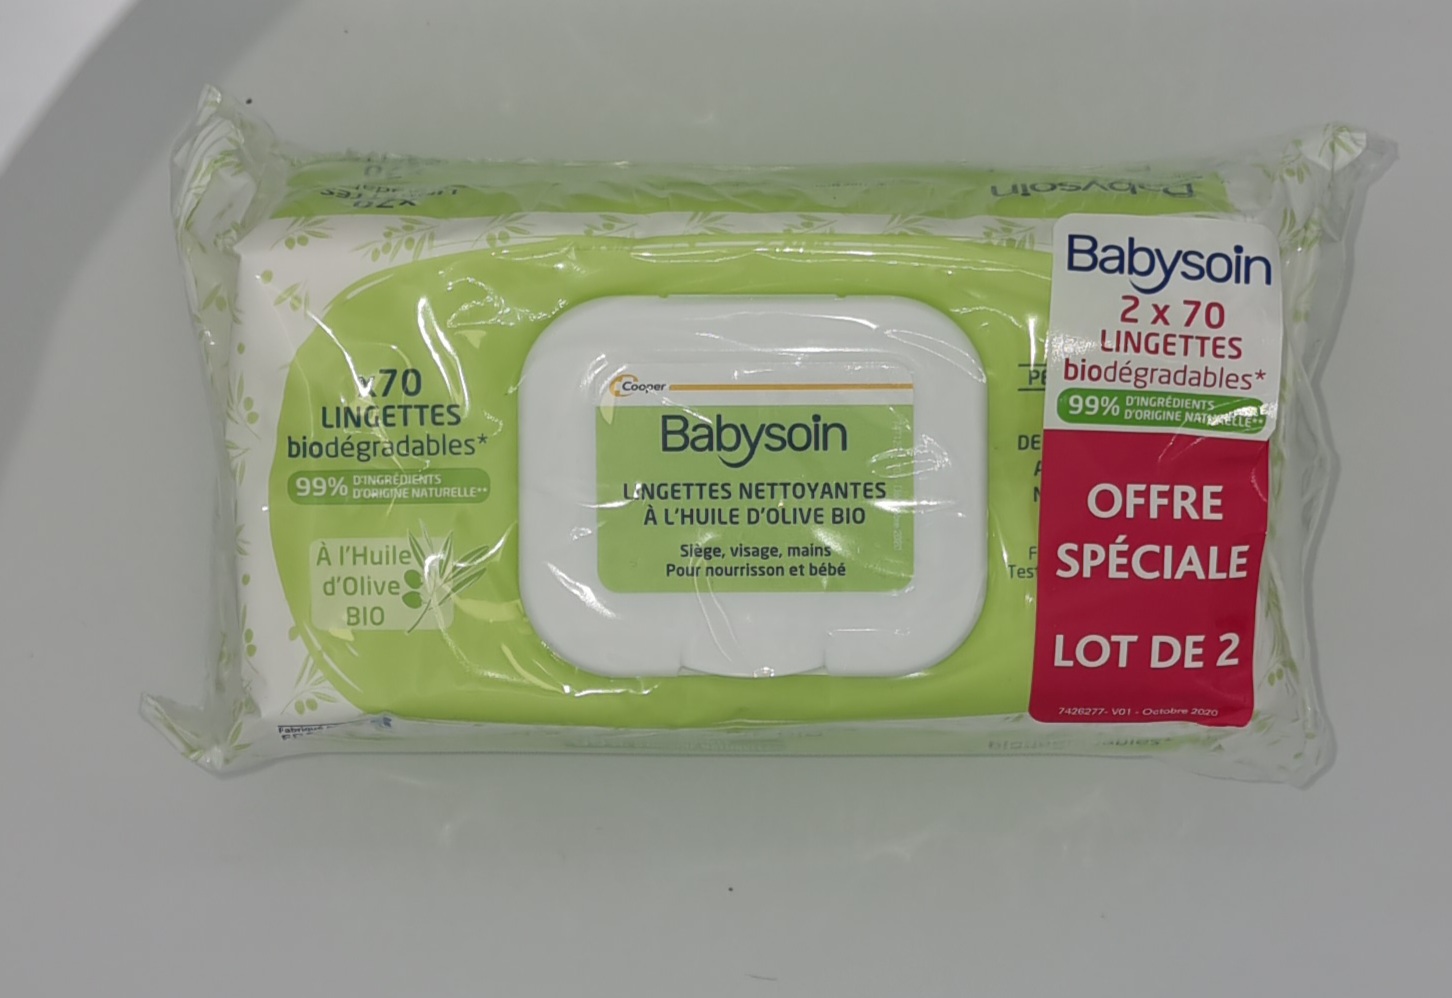 x70
LINGETTES
biodégradables*
99% D'INGRÉDIENTS
D'ORIGINE NATURELLE**
À l'Huile
d'Olive
BIO
Cooper
Babysoin
LINGETTES NETTOYANTES
À L'HUILE D'OLIVE BIO
Siège, visage, mains
Pour nourrisson et bébé
Babysoin
2 x 70
LINGETTES
biodégradables*
99% D'INGRÉDIENTS
D'ORIGINE NATURELLE**
OFFRE
SPÉCIALE
LOT DE 2
7426277- V01 - Octobre 2020
Babysoin
x70